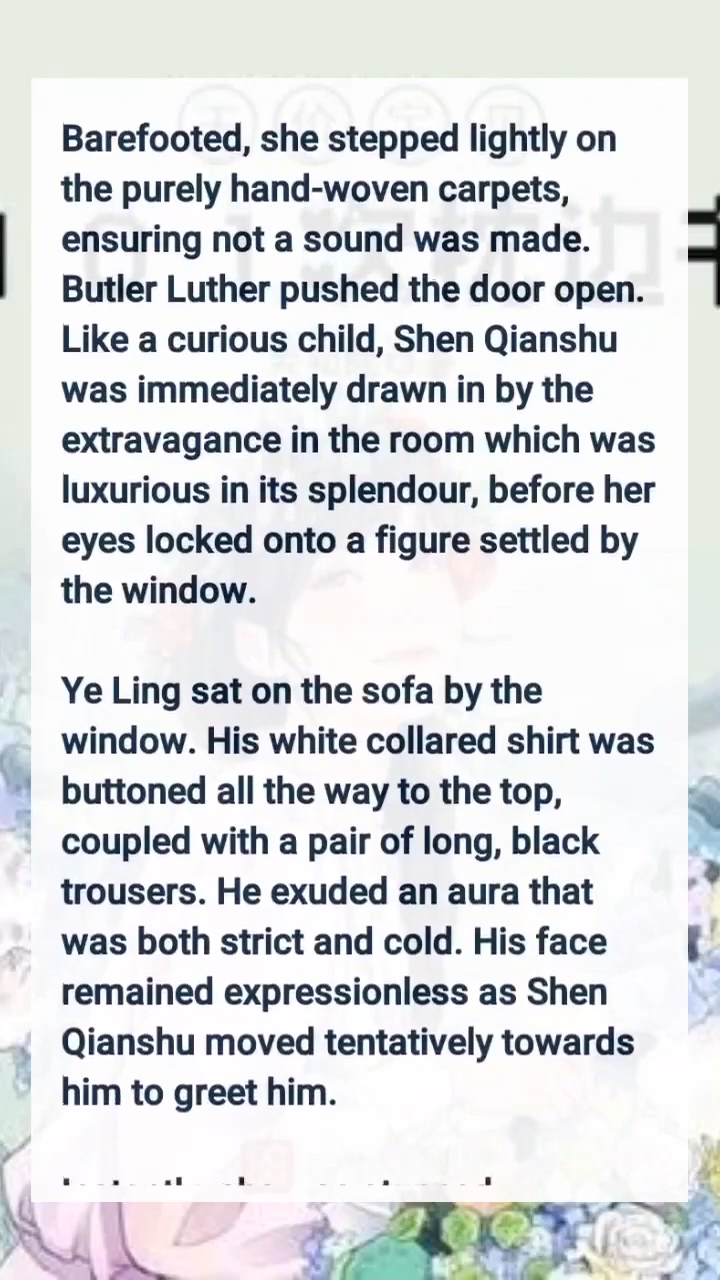 Barefooted, she stepped lightly on
the purely hand-woven carpets,
ensuring not a sound was made.
Butler Luther pushed the door open.
Like a curious child, Shen Qianshu
was immediately drawn in by the
extravagance in the room which was
luxurious in its splendour, before her
eyes locked onto a figure settled by
the window.
Ye Ling sat on the sofa by the
window. His white collared shirt was
buttoned all the way to the top,
coupled with a pair of long, black
trousers. He exuded an aura that
was both strict and cold. His face
remained expressionless as Shen
Qianshu moved tentatively towards
him to greet him.